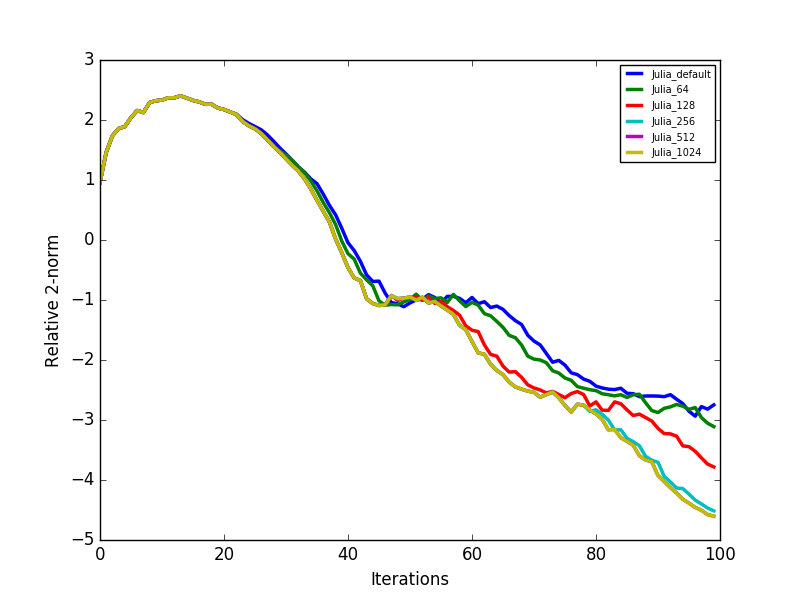 3
2
1
0
−1
−2
−3
−4
−5
0 20 40 60 80 100
Relative 2-norm
Iterations
Julia_default
Julia_64
Julia_128
Julia_256
Julia_512
Julia_1024